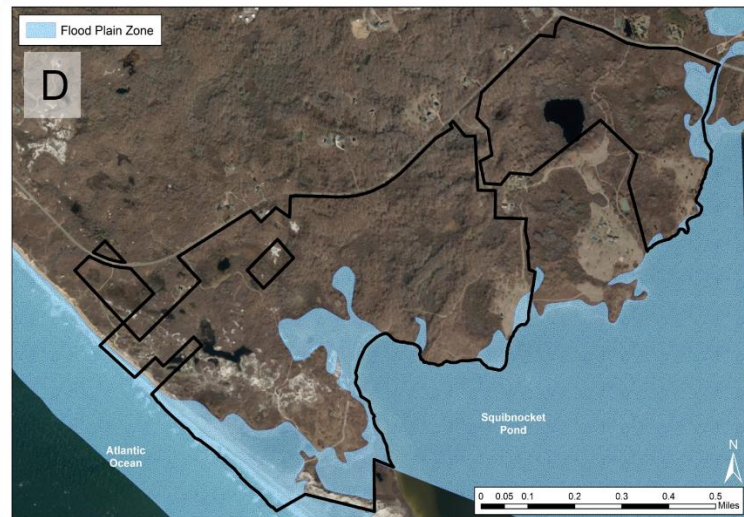 Flood Plain Zone
D
Squibnocket
Pond
Atlantic
Ocean
N
0 0.05 0.1 0.2 0.3 0.4 0.5
Miles